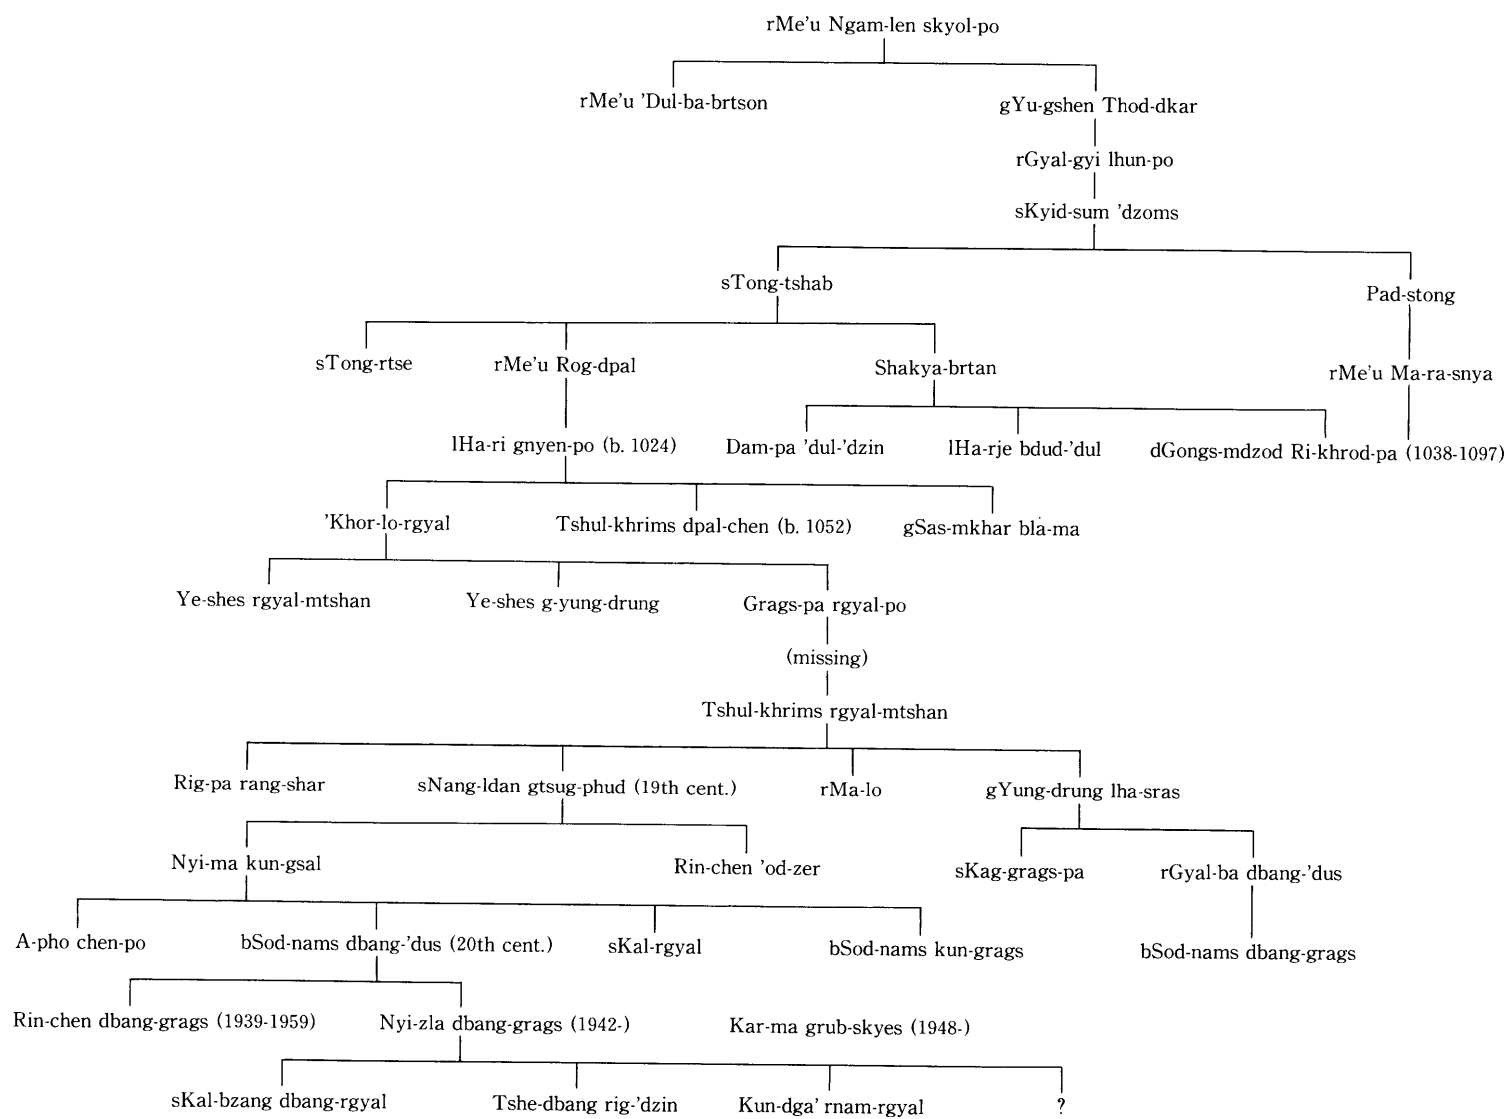 rMe'u Ngam-len skyol-po
rMe'u 'Dul-ba-brtson gYu-gshen Thod-dkar
rGyal-gyi lhun-po
sKyid-sum 'dzoms
sTong-tshab Pad-stong
sTong-rtse rMe'u Rog-dpal Shakya-brtan rMe'u Ma-ra-snya
lHa-ri gnyen-po (b. 1024) Dam-pa 'dul-'dzin lHa-rje bdud-'dul dGongs-mdzod Ri-khrod-pa (1038-1097)
'Khor-lo-rgyal Tshul-khrims dpal-chen (b. 1052) gSas-mkhar bla-ma
Ye-shes rgyal-mtshan Ye-shes g-yung-drung Grags-pa rgyal-po
(missing)
Tshul-khrims rgyal-mtshan
Rig-pa rang-shar sNang-ldan gtsug-phud (19th cent.) rMa-lo gYung-drung lha-sras
Nyi-ma kun-gsal Rin-chen 'od-zer sKag-grags-pa rGyal-ba dbang-'dus
A-pho chen-po bSod-nams dbang-'dus (20th cent.) sKal-rgyal bSod-nams kun-grags bSod-nams dbang-grags
Rin-chen dbang-grags (1939-1959) Nyi-zla dbang-grags (1942-) Kar-ma grub-skyes (1948-)
sKal-bzang dbang-rgyal Tshe-dbang rig-'dzin Kun-dga' rnam-rgyal ?